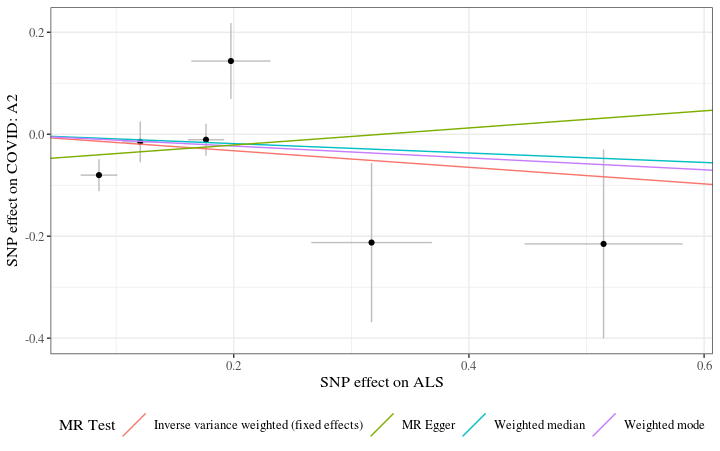 SNP effect on COVID: A2
0.2
0.0
-0.2
-0.4
0.2
0.4
0.6
SNP effect on ALS
MR Test
Inverse variance weighted (fixed effects)
MR Egger
Weighted median
Weighted mode